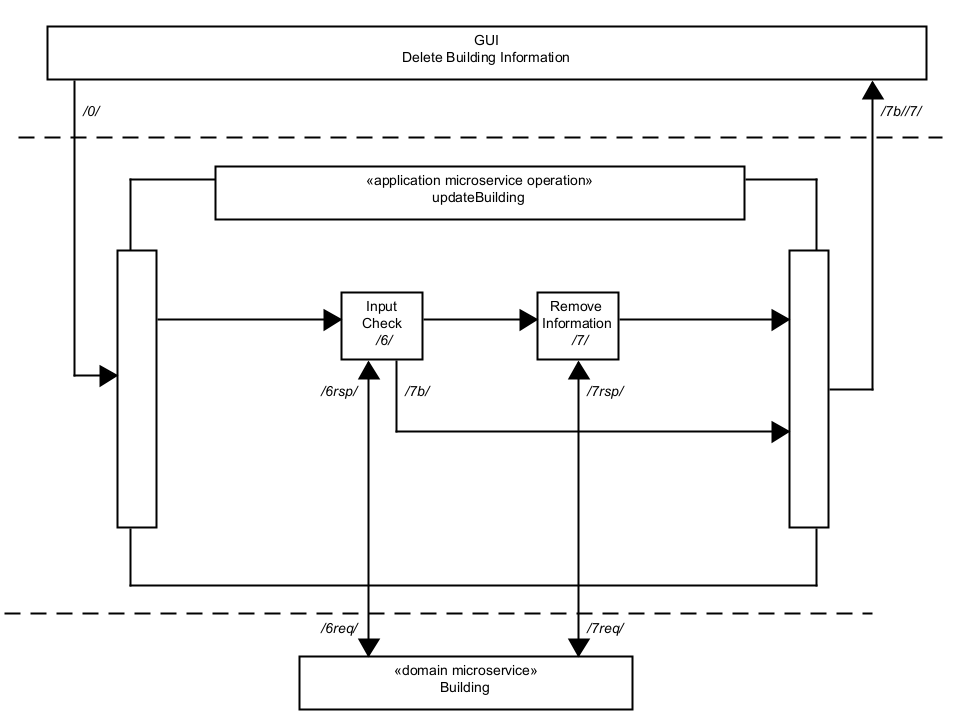 GUI
Delete Building Information
/0/
/7b//7/
«application microservice operation»
updateBuilding
Input
Check
/6/
Remove
Information
/7/
/6rsp/
/7b/
/7rsp/
/6req/
/7req/
«domain microservice»
Building